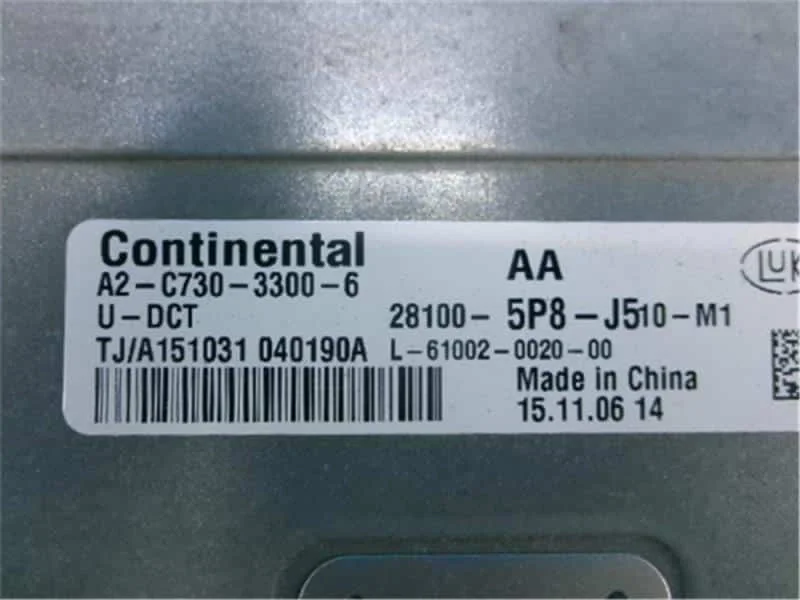 Continental
AA
LUK
A2-C730-3300-6
U-DCT
28100- 5P8-J510-M1
TJ/A151031 040190A
L-61002-0020-00
Made in China
15.11.06 14